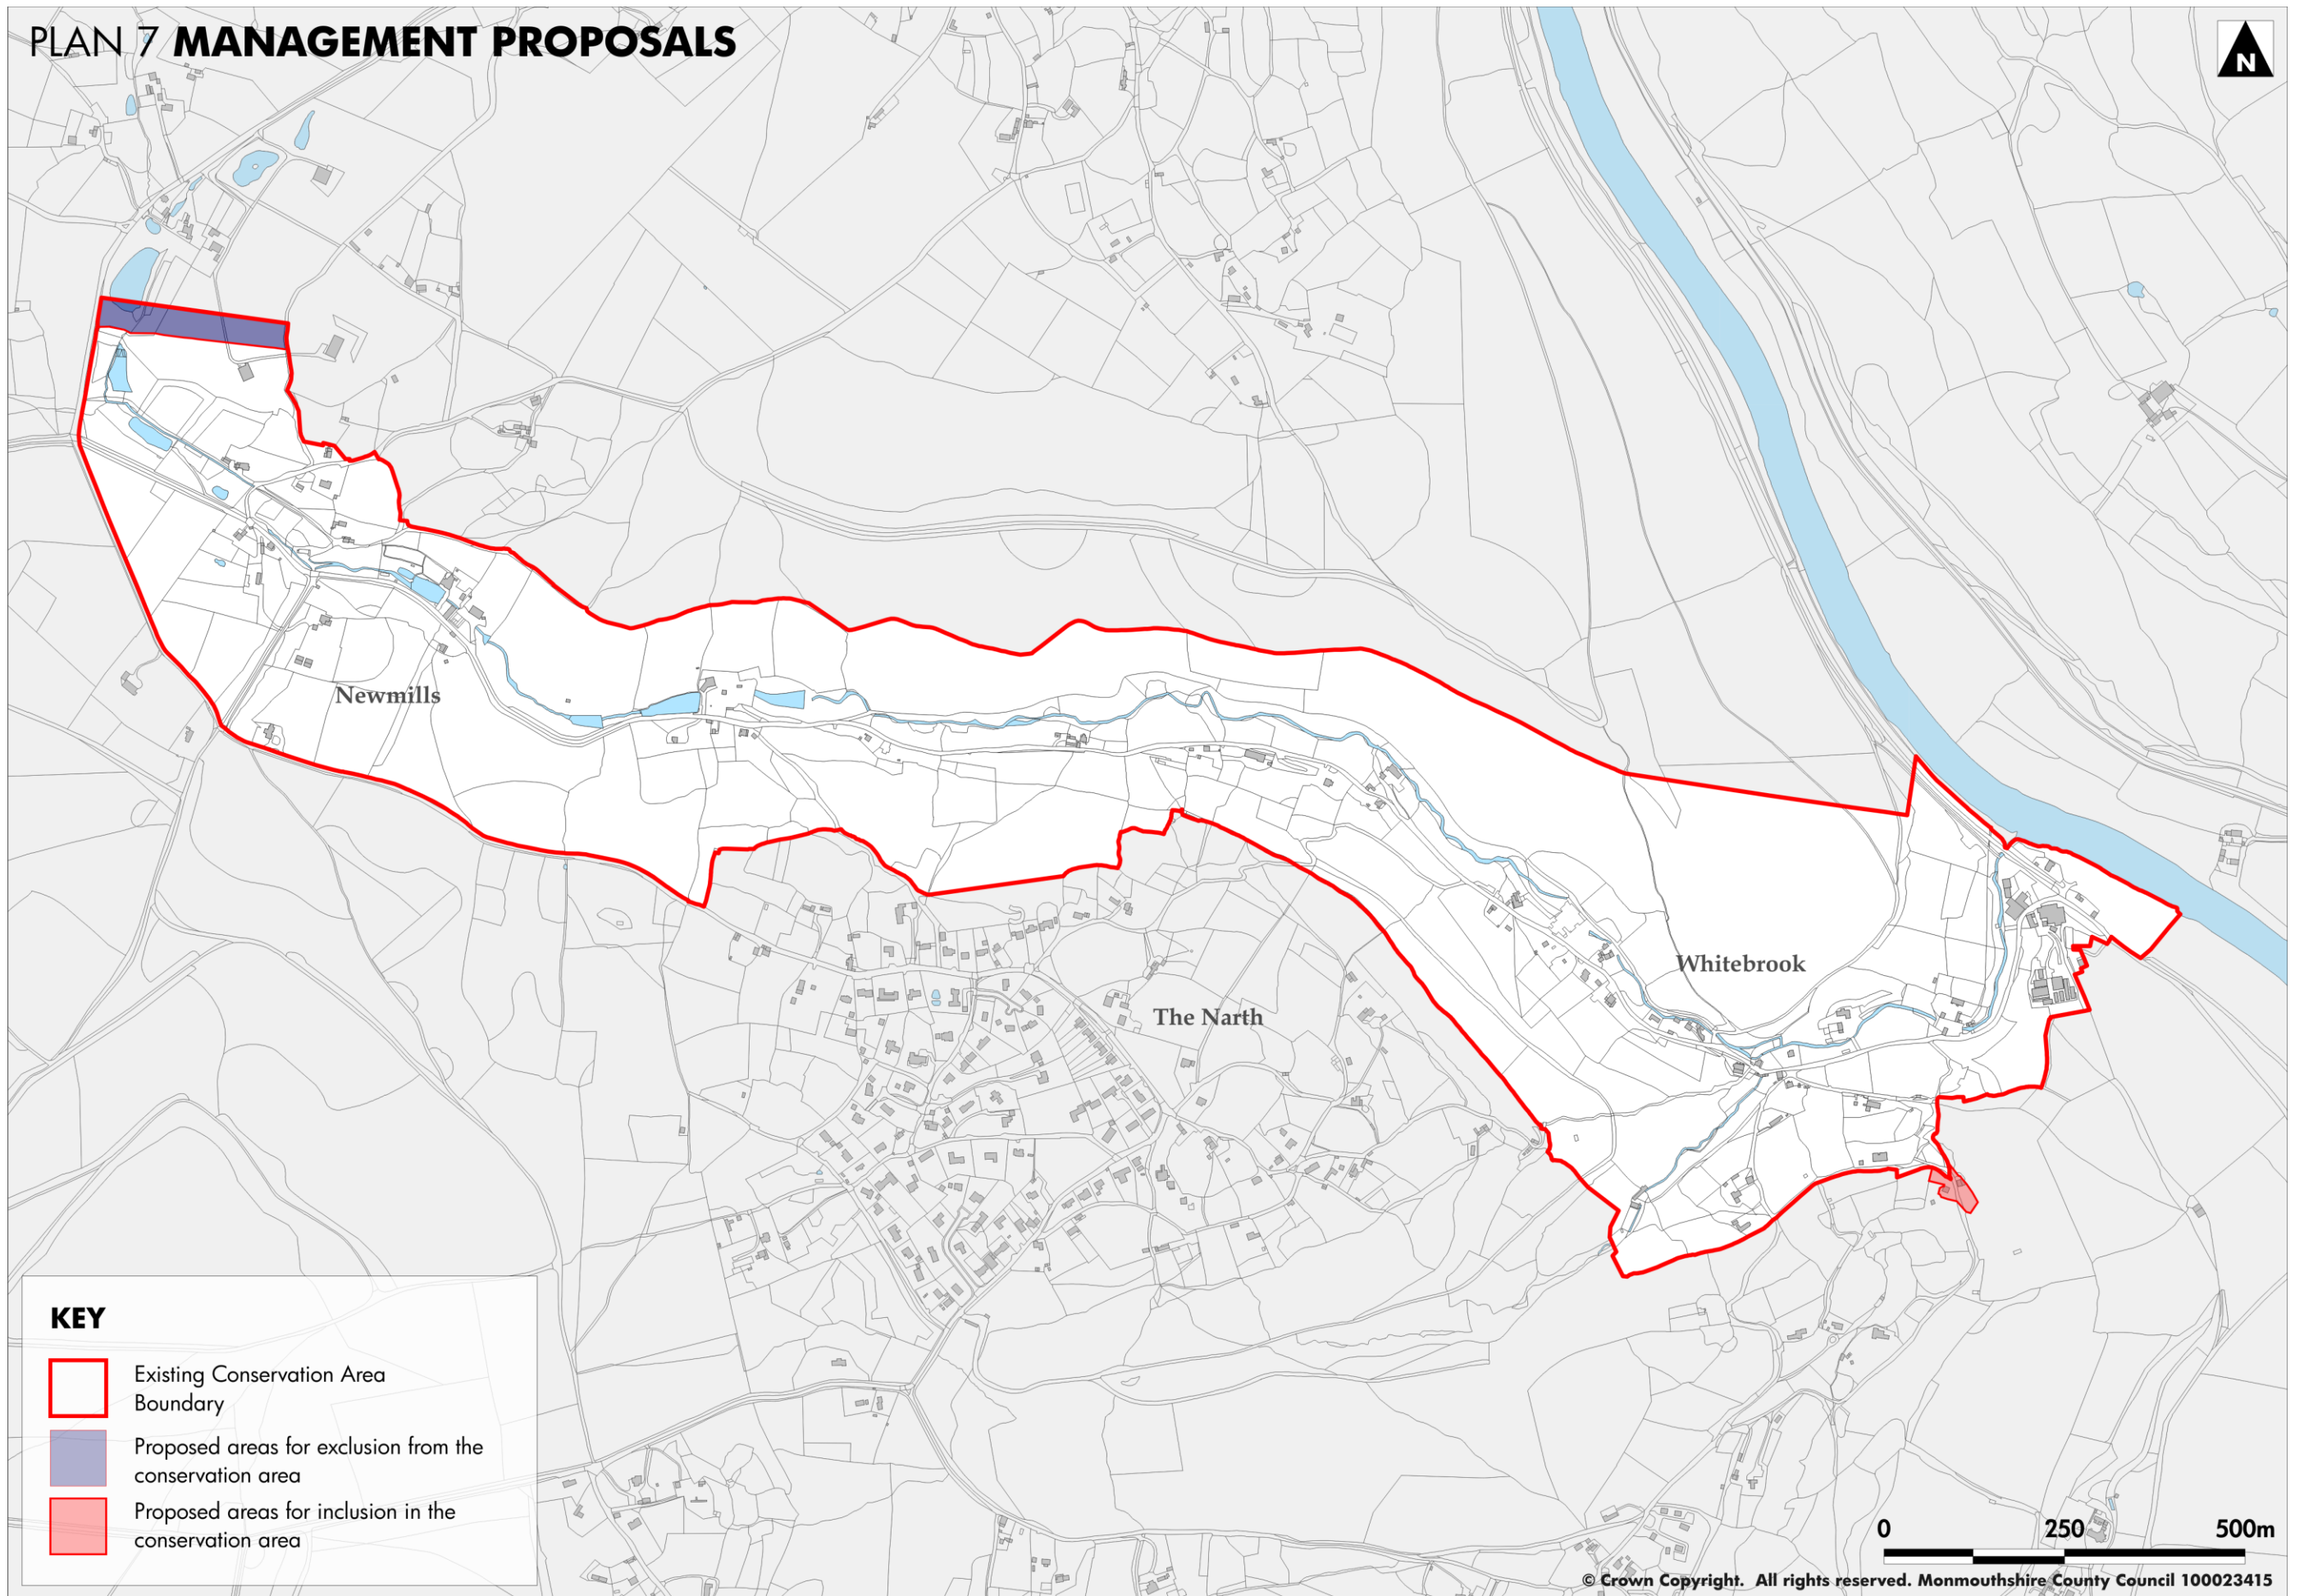 PLAN 7 MANAGEMENT PROPOSALS
N
Newmills
Whitebrook
The Narth
KEY
Existing Conservation Area
Boundary
Proposed areas for exclusion from the
conservation area
Proposed areas for inclusion in the
conservation area
0 250 500m
© Crown Copyright. All rights reserved. Monmouthshire County Council 100023415